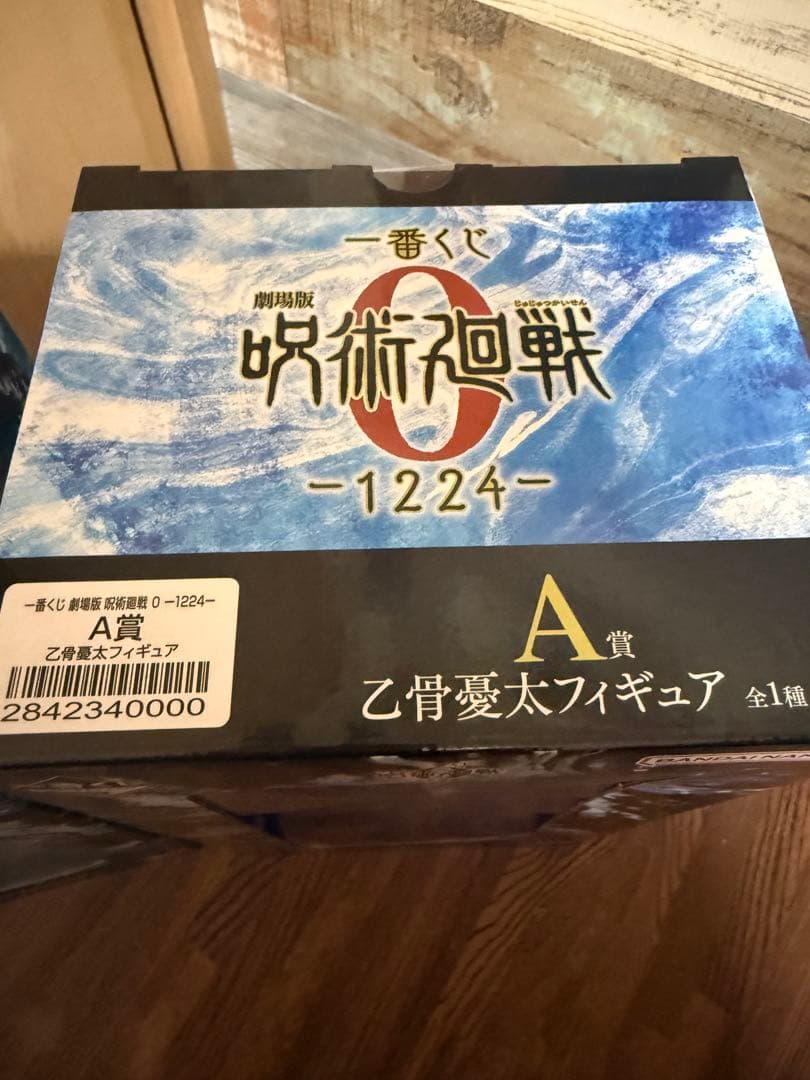 一番くじ
劇場版
じゅじゅつかいせん
呪術廻戦
0
-1224-
一番くじ 劇場版 呪術廻戦 0 -1224-
A賞
乙骨憂太フィギュア
2842340000
A賞
乙骨憂太フィギュア 全1種